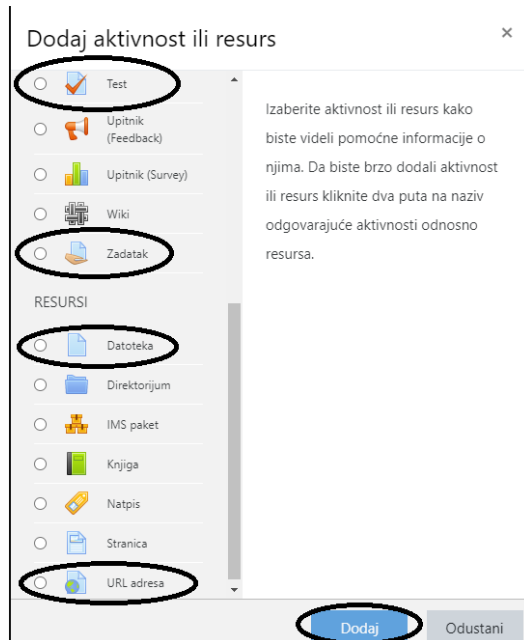 Dodaj aktivnost ili resurs
×
Test
Upitnik
(Feedback)
Upitnik (Survey)
Wiki
Zadatak
RESURSI
Datoteka
Direktorijum
IMS paket
Knjiga
Natpis
Stranica
URL adresa
Izaberite aktivnost ili resurs kako
biste videli pomoćne informacije o
njima. Da biste brzo dodali aktivnost
ili resurs kliknite dva puta na naziv
odgovarajuće aktivnosti odnosno
resursa.
Dodaj
Odustani